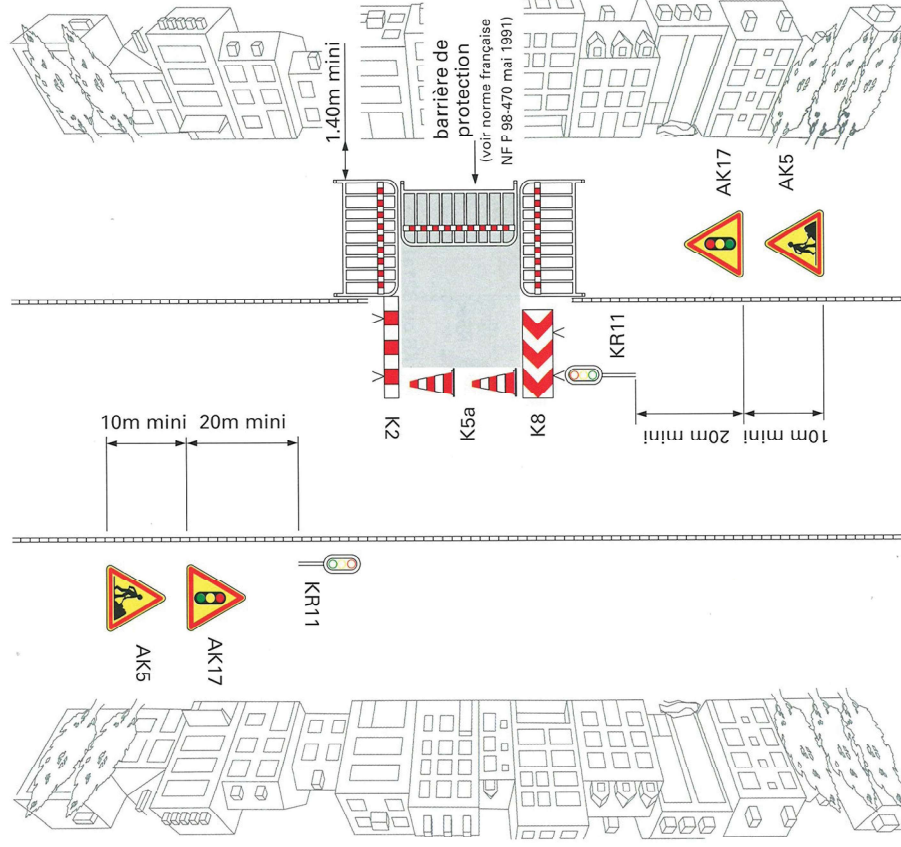 1.40m mini
barrière de
protection
(voir norme française
NF P 98-470 mai 1991)
AK17
AK5
KR11
K2
K5a
K8
20m mini
10m mini
10m mini
20m mini
KR11
AK5
AK17